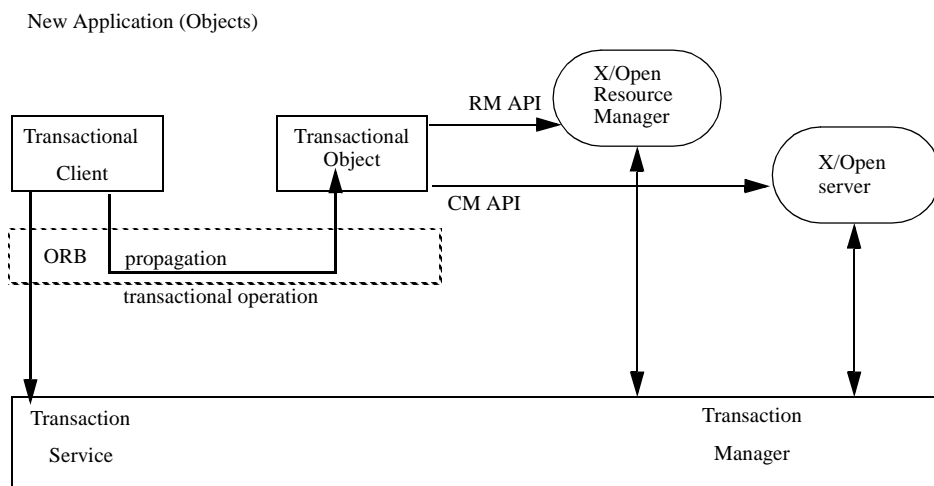 New Application (Objects)
X/Open
Resource
Manager
RM API
Transactional
Client
Transactional
Object
X/Open
server
CM API
ORB propagation
transactional operation
Transaction
Service
Transaction
Manager